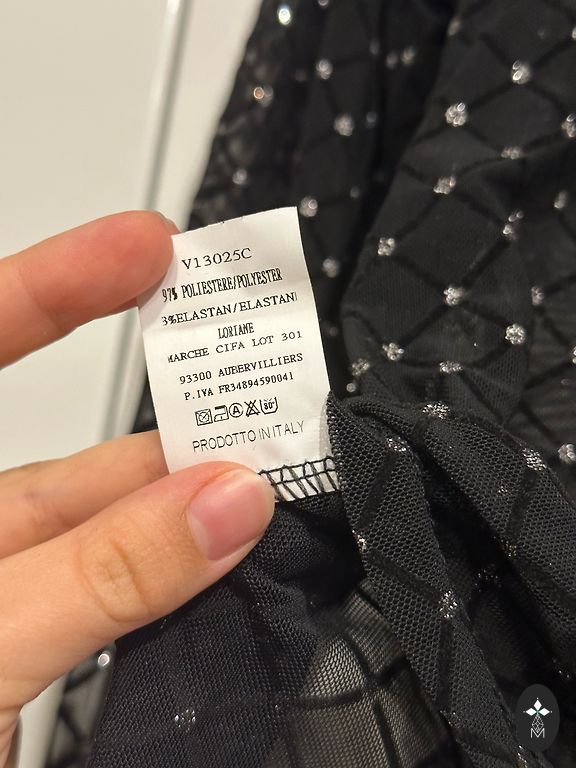 V13025C
97% POLIESTERE/POLYESTER
3%ELASTAN/ELASTAN
LORIANE
MARCHE CIFA LOT 301
93300 AUBERVILLIERS
P.IVA FR34894590041
PRODOTTO IN ITALY
M